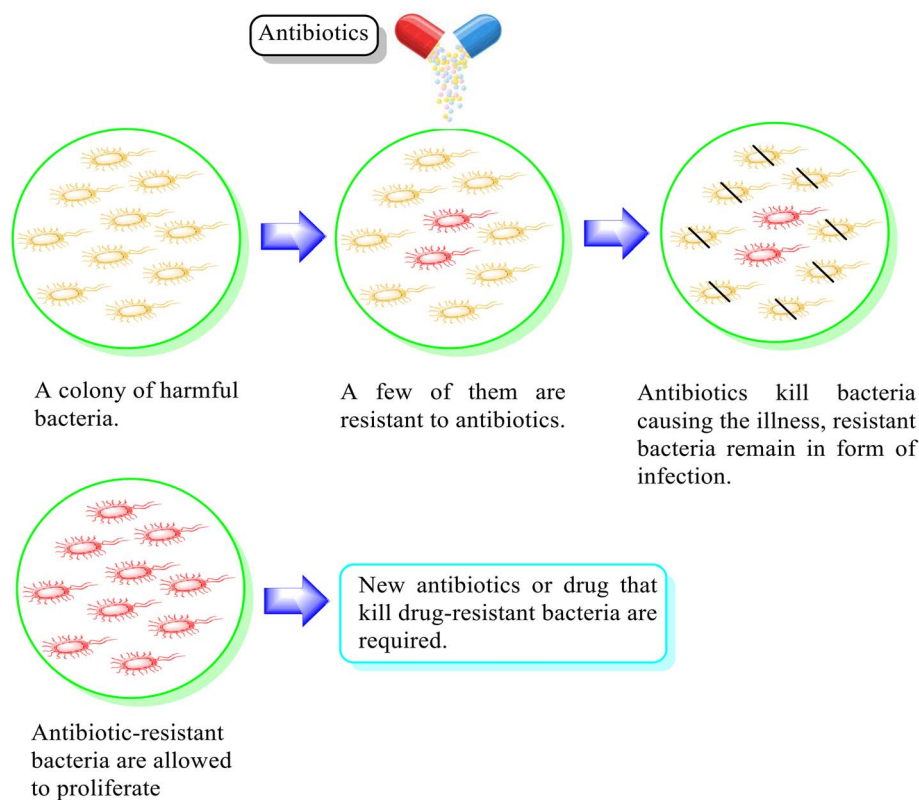 Antibiotics
A colony of harmful
bacteria.
A few of them are
resistant to antibiotics.
Antibiotics kill bacteria
causing the illness, resistant
bacteria remain in form of
infection.
Antibiotic-resistant
bacteria are allowed
to proliferate
New antibiotics or drug that
kill drug-resistant bacteria are
required.